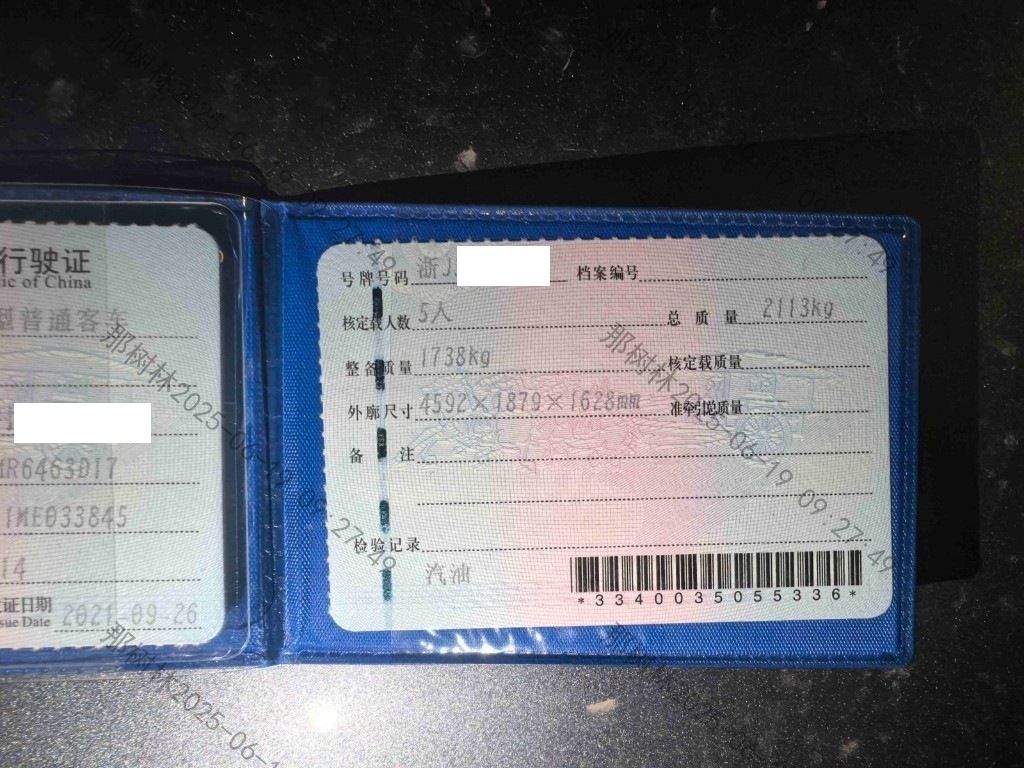 行驶证
ic of China
型普通客车
MR6463D17
1ME033845
14
证日期
sue Date 2021-09-26
号牌号码 浙J 档案编号
核定载人数 5人 总质量 2113kg
整备质量 1738kg 核定载质量
外廓尺寸 4592×1879×1628mm 准牵引总质量
备注
检验记录
汽油
*3340035055336*
那树林2025-06-19 09:27:49